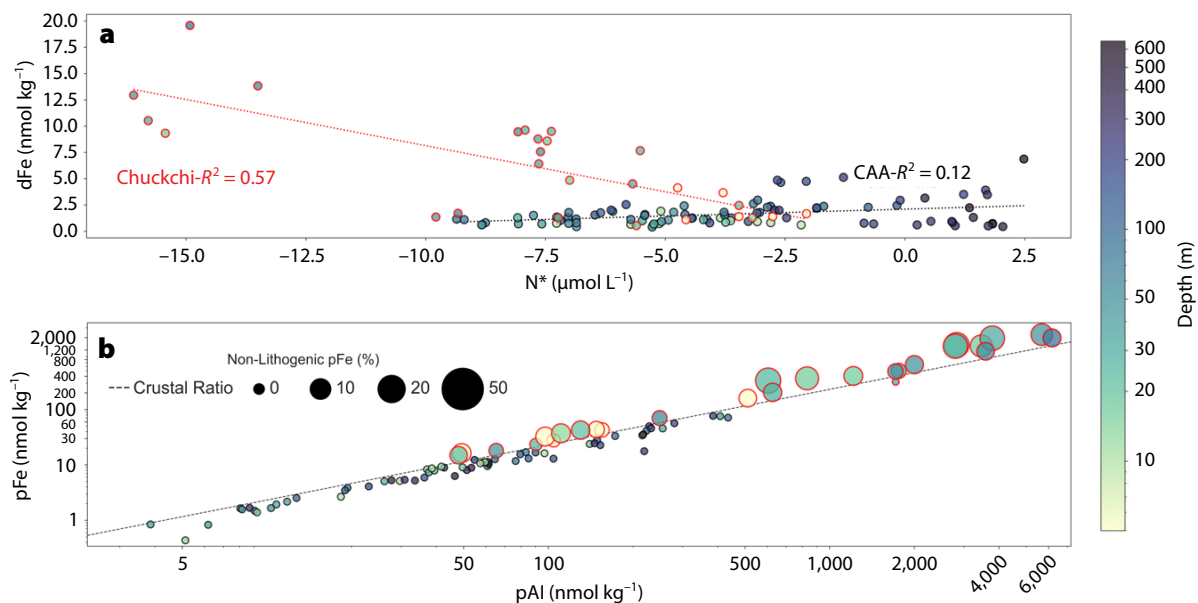 a
20.0
17.5
15.0
12.5
10.0
7.5
5.0
2.5
0.0
dFe (nmol kg⁻¹)
Chuckchi-R² = 0.57
CAA-R² = 0.12
−15.0 −12.5 −10.0 −7.5 −5.0 −2.5 0.0 2.5
N* (μmol L⁻¹)
b
2,000
1,200
800
400
200
100
60
30
10
1
pFe (nmol kg⁻¹)
Non-Lithogenic pFe (%)
Crustal Ratio 0 10 20 50
5 50 100 500 1,000 2,000 4,000 6,000
pAl (nmol kg⁻¹)
600
500
400
300
200
100
50
40
30
20
10
Depth (m)